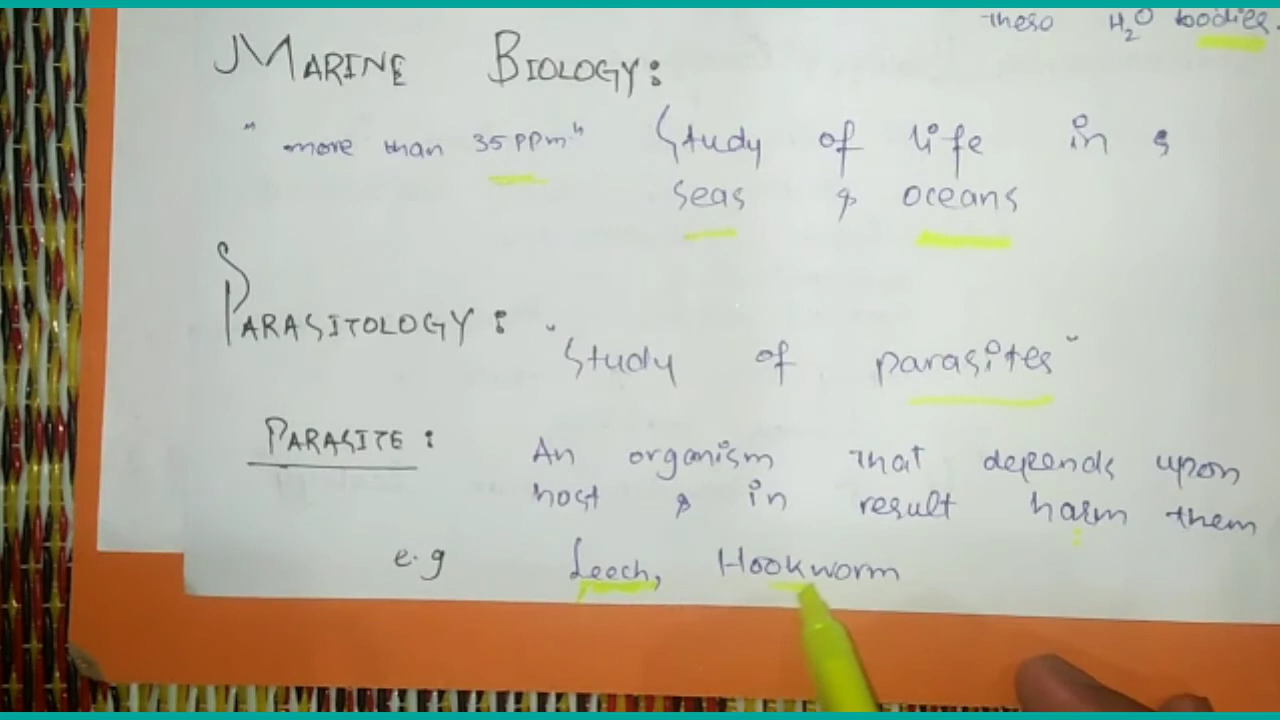 these H₂O bodies.
MARINE BIOLOGY:
"more than 35 ppm" Study of life in
seas & oceans
PARASITOLOGY:
"Study of parasites"
PARASITE: An organism that depends upon
host & in result harm them
e.g Leech, Hookworm